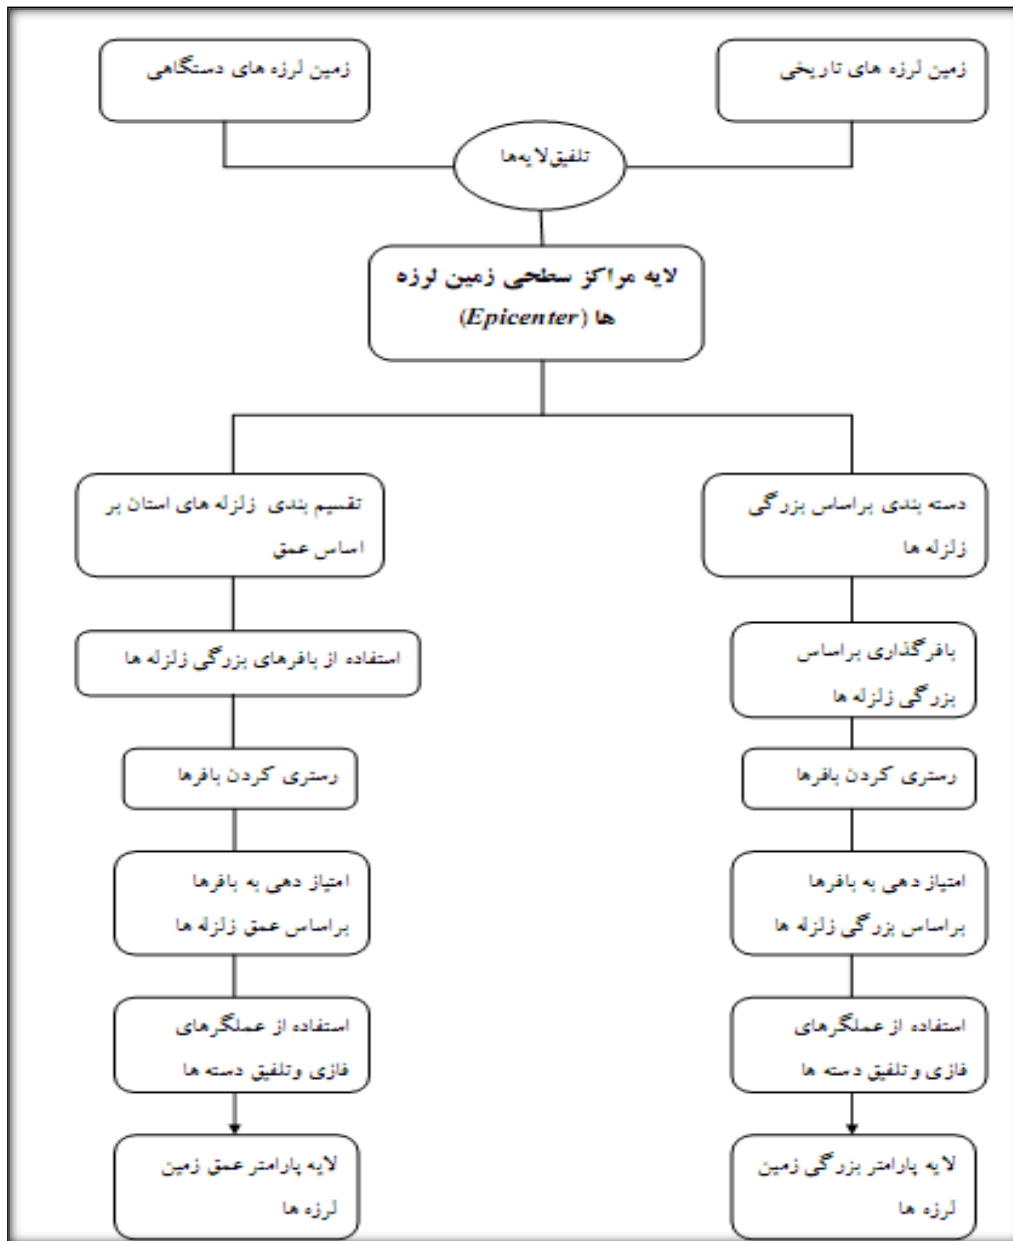 زمین لرزه های تاریخی
زمین لرزه های دستگاهی
تلفیق‌لایه‌ها
لایه مراکز سطحی زمین لرزه
ها (Epicenter)
دسته بندی براساس بزرگی
زلزله ها
بافرگذاری براساس
بزرگی زلزله ها
رستری کردن بافرها
امتیاز دهی به بافرها
براساس بزرگی زلزله ها
استفاده از عملگرهای
فازی و تلفیق دسته ها
لایه پارامتر بزرگی زمین
لرزه ها
تقسیم بندی زلزله های استان بر
اساس عمق
استفاده از بافرهای بزرگی زلزله ها
رستری کردن بافرها
امتیاز دهی به بافرها
براساس عمق زلزله ها
استفاده از عملگرهای
فازی وتلفیق دسته ها
لایه پارامتر عمق زمین
لرزه ها